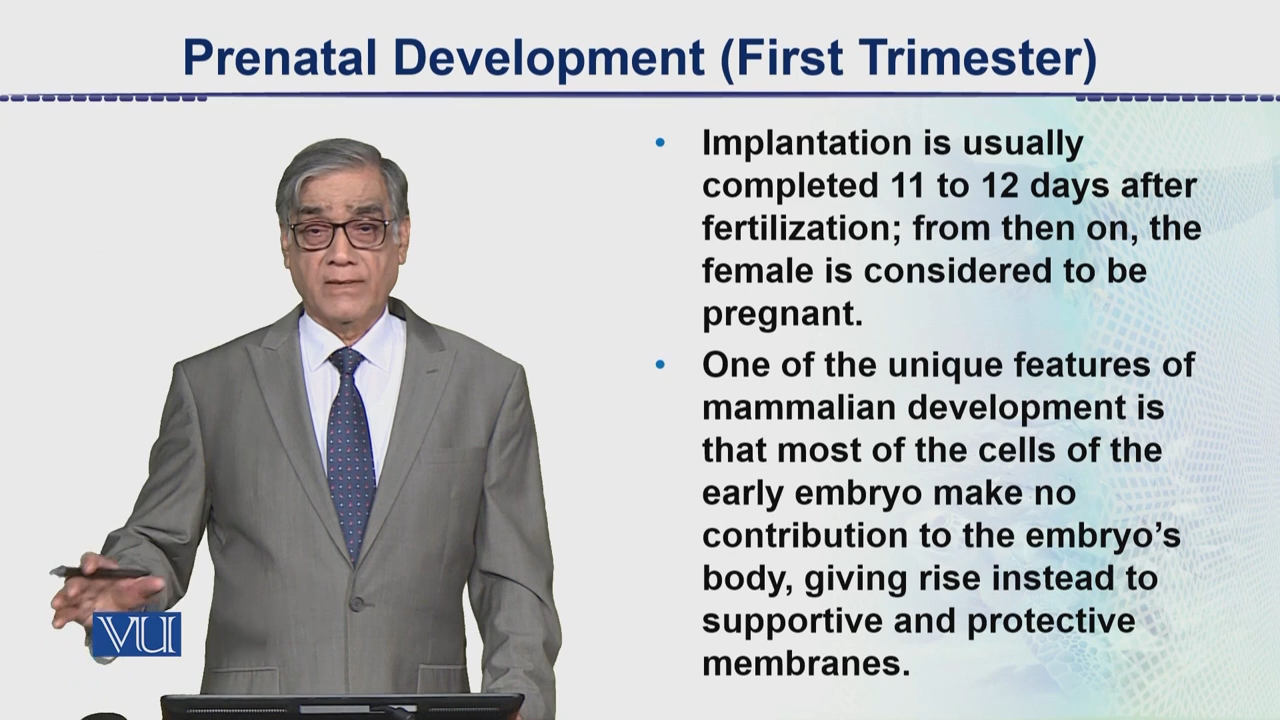 Prenatal Development (First Trimester)
• Implantation is usually
completed 11 to 12 days after
fertilization; from then on, the
female is considered to be
pregnant.
• One of the unique features of
mammalian development is
that most of the cells of the
early embryo make no
contribution to the embryo’s
body, giving rise instead to
supportive and protective
membranes.
VU